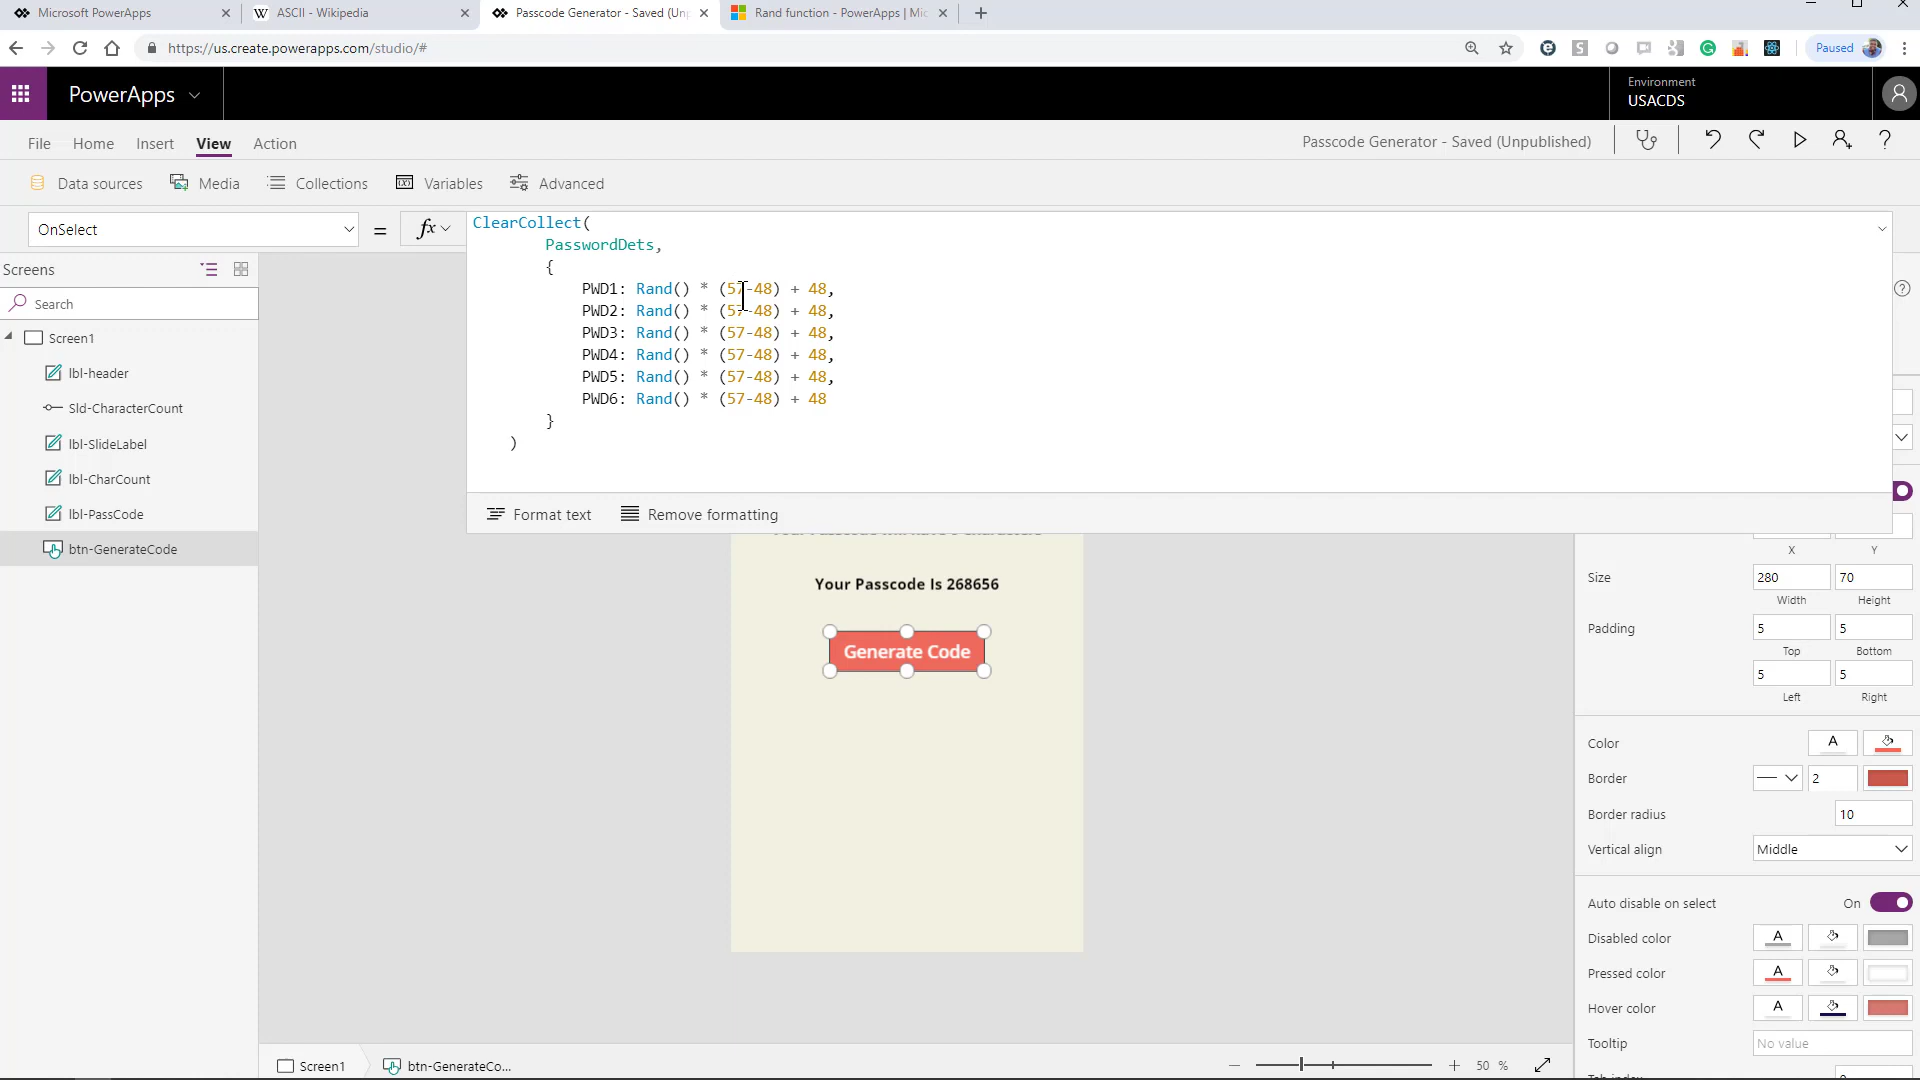 Microsoft PowerApps
ASCII - Wikipedia
Passcode Generator - Saved (Un
Rand function - PowerApps | Mic
https://us.create.powerapps.com/studio/#
Paused
PowerApps
Environment
USACDS
File
Home
Insert
View
Action
Passcode Generator - Saved (Unpublished)
Data sources
Media
Collections
Variables
Advanced
OnSelect
=
fx
ClearCollect(
PasswordDets,
{
PWD1: Rand() * (57-48) + 48,
PWD2: Rand() * (57-48) + 48,
PWD3: Rand() * (57-48) + 48,
PWD4: Rand() * (57-48) + 48,
PWD5: Rand() * (57-48) + 48,
PWD6: Rand() * (57-48) + 48
}
)
Format text
Remove formatting
Screens
Search
Screen1
lbl-header
Sld-CharacterCount
lbl-SlideLabel
lbl-CharCount
lbl-PassCode
btn-GenerateCode
Your Passcode Is 268656
Generate Code
X
Y
Size
280
70
Width
Height
Padding
5
5
Top
Bottom
5
5
Left
Right
Color
A
Border
2
Border radius
10
Vertical align
Middle
Auto disable on select
On
Disabled color
A
Pressed color
A
Hover color
A
Tooltip
No value
Screen1
btn-GenerateCo...
50 %